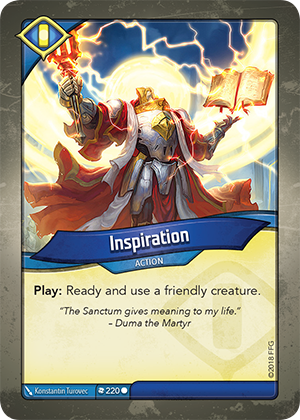 Inspiration
ACTION
Play: Ready and use a friendly creature.
“The Sanctum gives meaning to my life.”
– Duma the Martyr
Konstantin Turovec
220
©2018 FFG